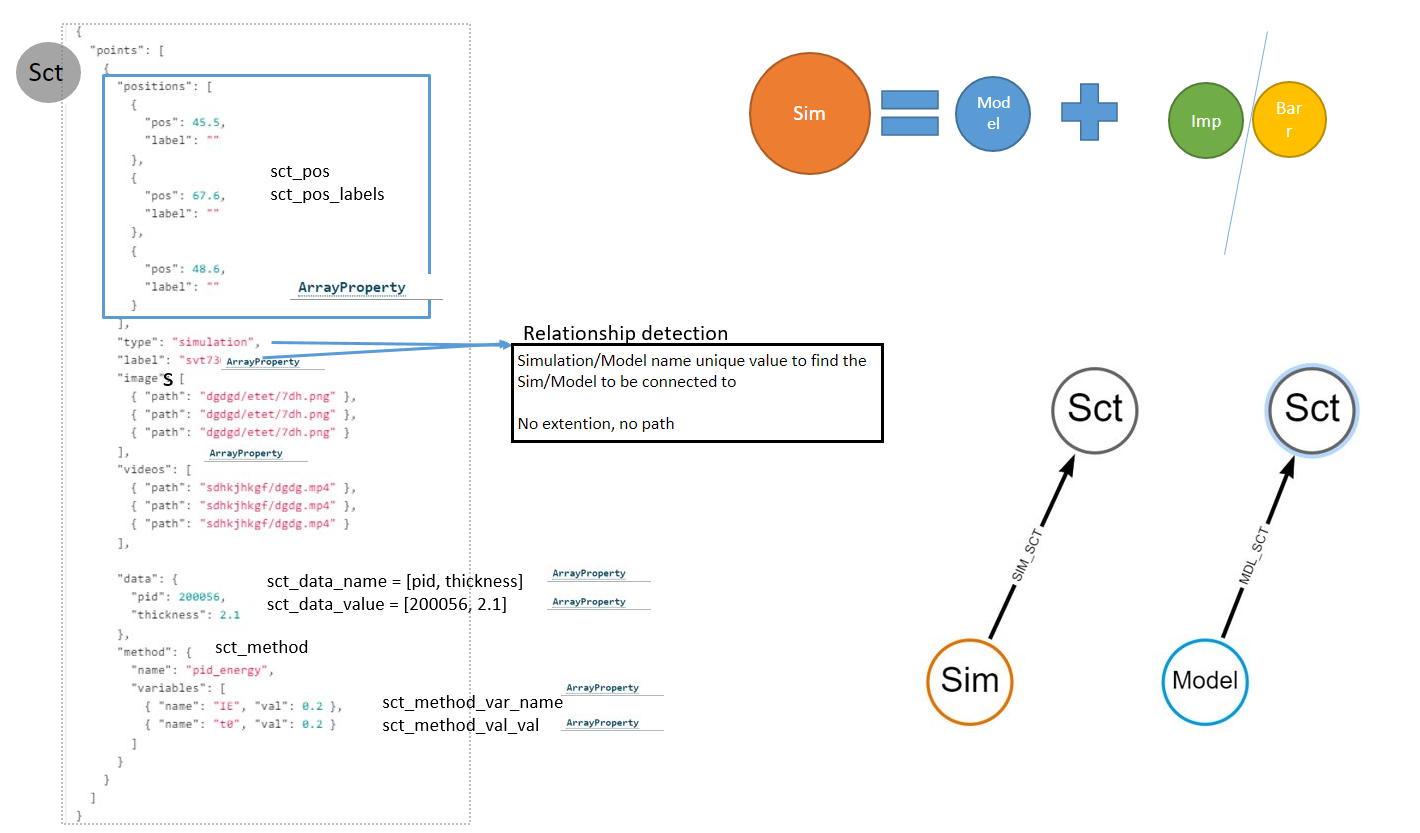 Sct
{
"points": [
{
"positions": [
{
"pos": 45.5,
"label": ""
},
{
"pos": 67.6,
"label": ""
},
{
"pos": 48.6,
"label": ""
}
],
sct_pos
sct_pos_labels
ArrayProperty
"type": "simulation",
"label": "svt73
ArrayProperty
"image"S [
{ "path": "dgdgd/etet/7dh.png" },
{ "path": "dgdgd/etet/7dh.png" },
{ "path": "dgdgd/etet/7dh.png" }
],
ArrayProperty
"videos": [
{ "path": "sdhkjhkgf/dgdg.mp4" },
{ "path": "sdhkjhkgf/dgdg.mp4" },
{ "path": "sdhkjhkgf/dgdg.mp4" }
],
"data": {
"pid": 200056,
"thickness": 2.1
},
sct_data_name = [pid, thickness]
ArrayProperty
sct_data_value = [200056, 2.1]
ArrayProperty
"method": {
sct_method
"name": "pid_energy",
"variables": [
{ "name": "IE", "val": 0.2 },
{ "name": "t0", "val": 0.2 }
]
}
}
]
}
sct_method_var_name
ArrayProperty
sct_method_val_val
ArrayProperty
Relationship detection
Simulation/Model name unique value to find the
Sim/Model to be connected to
No extention, no path
Sim
Mod
el
Imp
Bar
r
Sct
SIM_SCT
Sim
Sct
MDL_SCT
Model